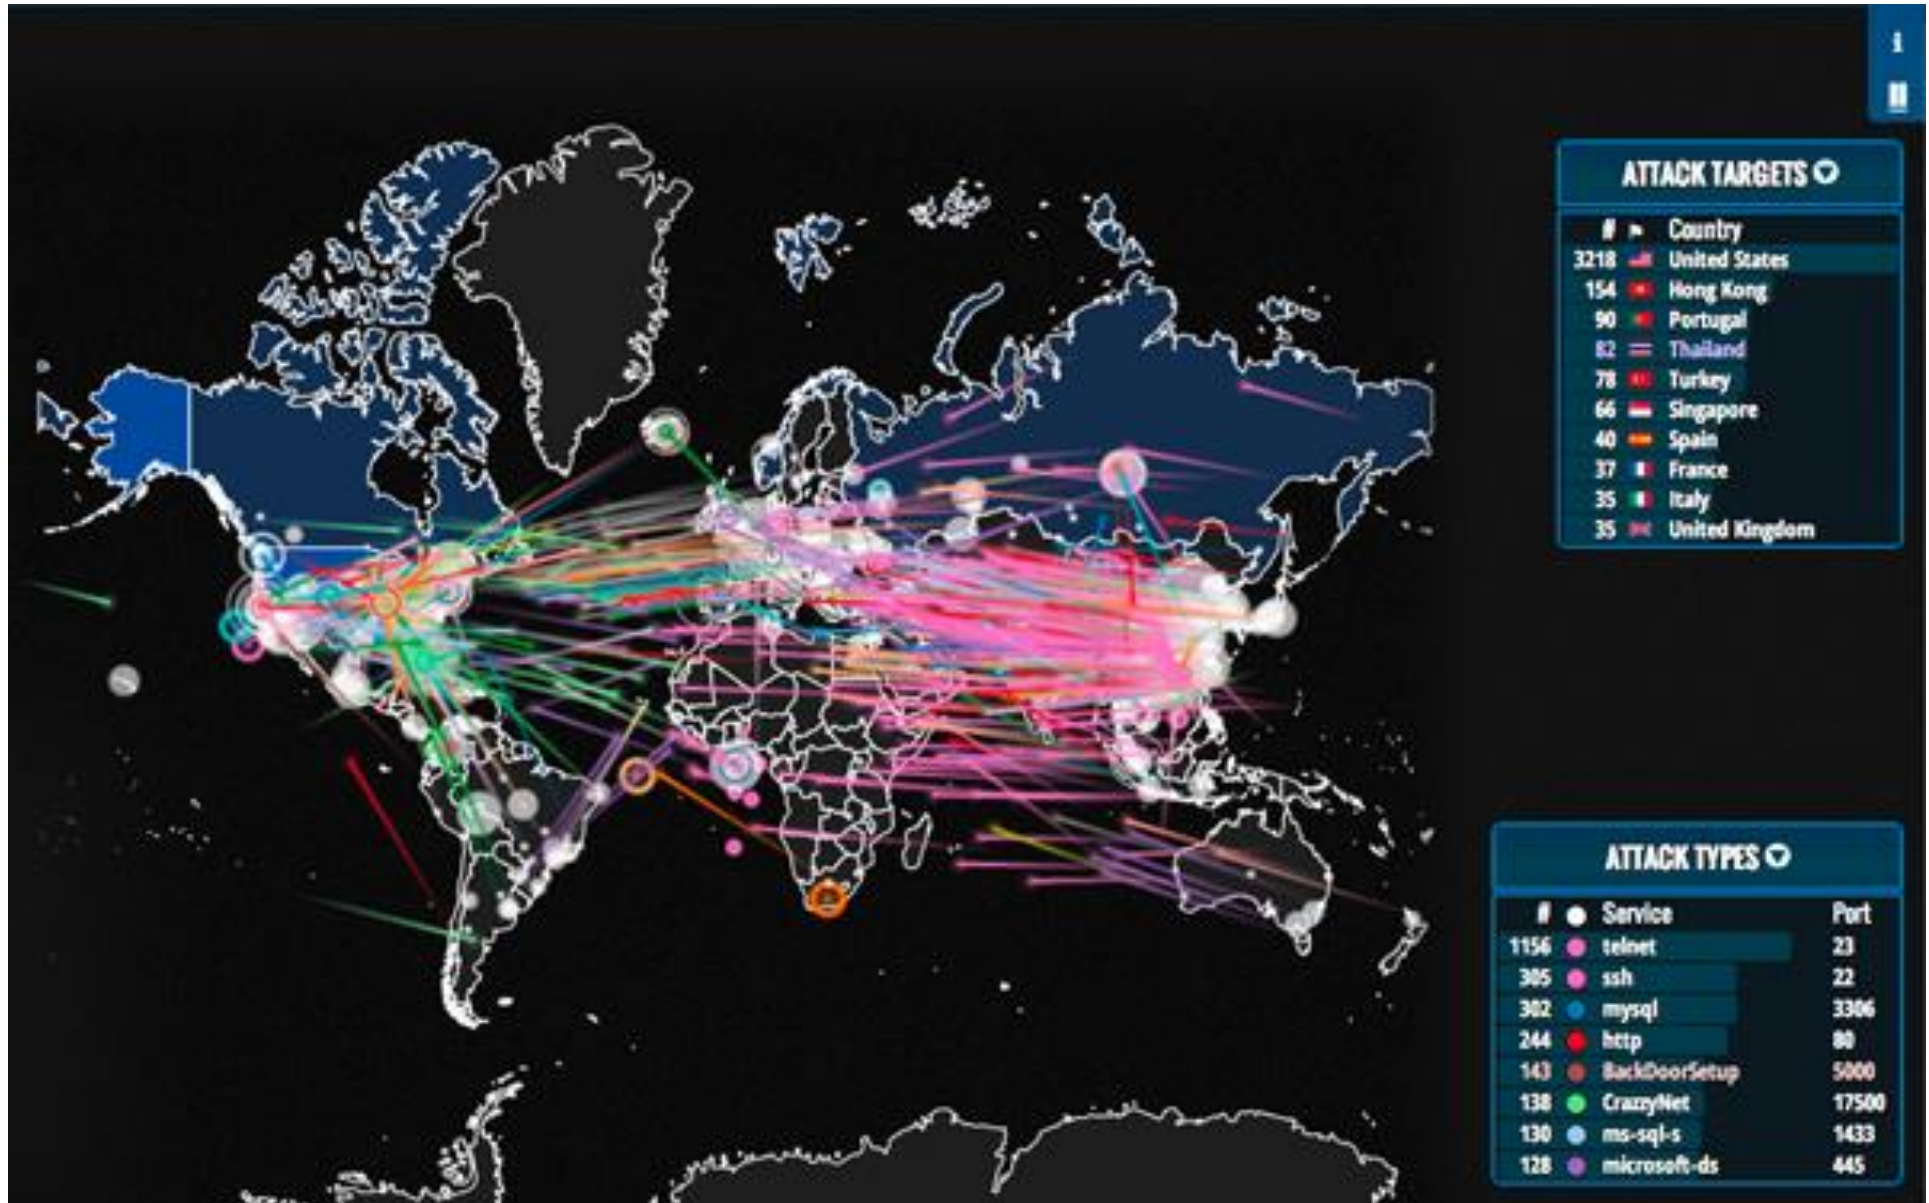 i
ATTACK TARGETS
# Country
3218 United States
154 Hong Kong
90 Portugal
82 Thailand
78 Turkey
66 Singapore
40 Spain
37 France
35 Italy
35 United Kingdom
ATTACK TYPES
# Service Port
1156 telnet 23
305 ssh 22
302 mysql 3306
244 http 80
143 BackDoorSetup 5000
138 CrazzyNet 17500
130 ms-sql-s 1433
128 microsoft-ds 445